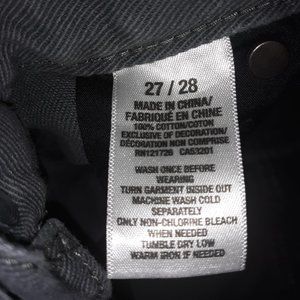 27 / 28
MADE IN CHINA/
FABRIQUÉ EN CHINE
100% COTTON/COTON
EXCLUSIVE OF DECORATION/
DÉCORATION NON COMPRISE
RN121726 CA53201
WASH ONCE BEFORE
WEARING
TURN GARMENT INSIDE OUT
MACHINE WASH COLD
SEPARATELY
ONLY NON-CHLORINE BLEACH
WHEN NEEDED
TUMBLE DRY LOW
WARM IRON IF NEEDED